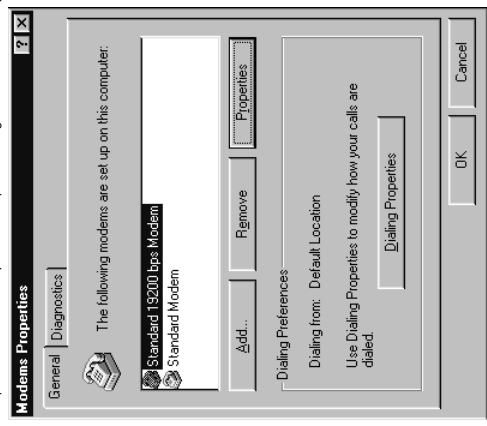 Modems Properties
? ×
General Diagnostics
The following modems are set up on this computer:
Standard 19200 bps Modem
Standard Modem
Add... Remove Properties
Dialing Preferences
Dialing from: Default Location
Use Dialing Properties to modify how your calls are
dialed.
Dialing Properties
OK Cancel